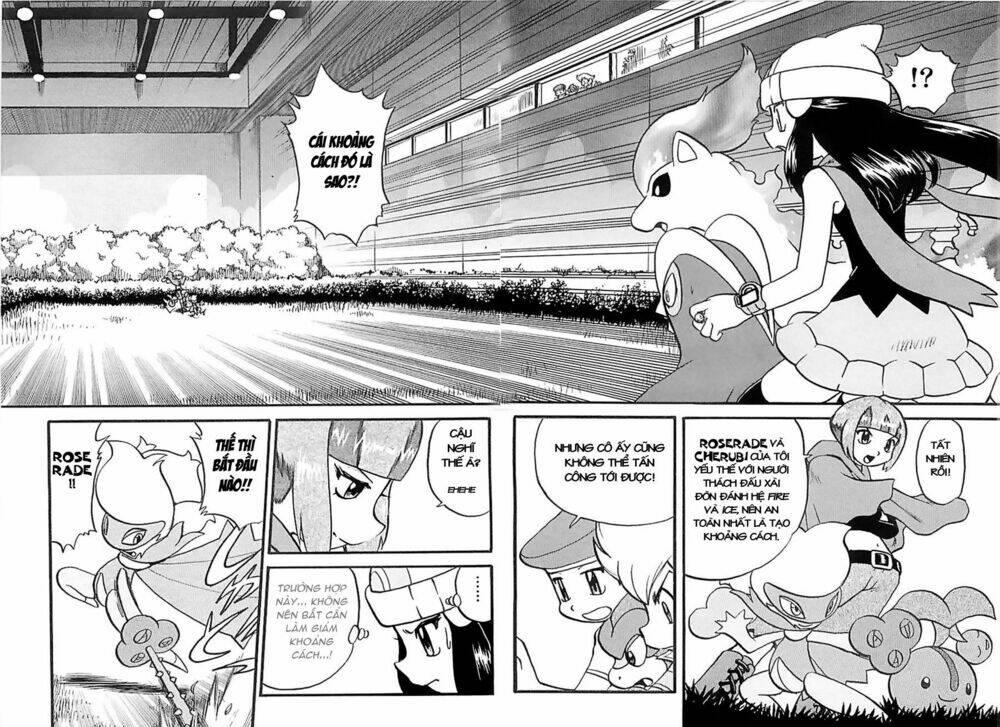 !?
CÁI KHOẢNG
CÁCH ĐÓ LÀ
SAO?!
TẤT
NHIÊN
RỒI!
ROSERADE VÀ
CHERUBI CỦA TÔI
YẾU THẾ VỚI NGƯỜI
THÁCH ĐẤU XÀI
ĐÒN ĐÁNH HỆ FIRE
VÀ ICE, NÊN AN
TOÀN NHẤT LÀ TẠO
KHOẢNG CÁCH.
NHƯNG CÔ ẤY CŨNG
KHÔNG THỂ TẤN
CÔNG TỚI ĐƯỢC!
CẬU
NGHĨ
THẾ À?
EHEHE
TRƯỜNG HỢP
NÀY... KHÔNG
NÊN BẤT CẨN
LÀM GIẢM
KHOẢNG
CÁCH...!
THẾ THÌ
BẮT ĐẦU
NÀO!!
ROSE
RADE
!!